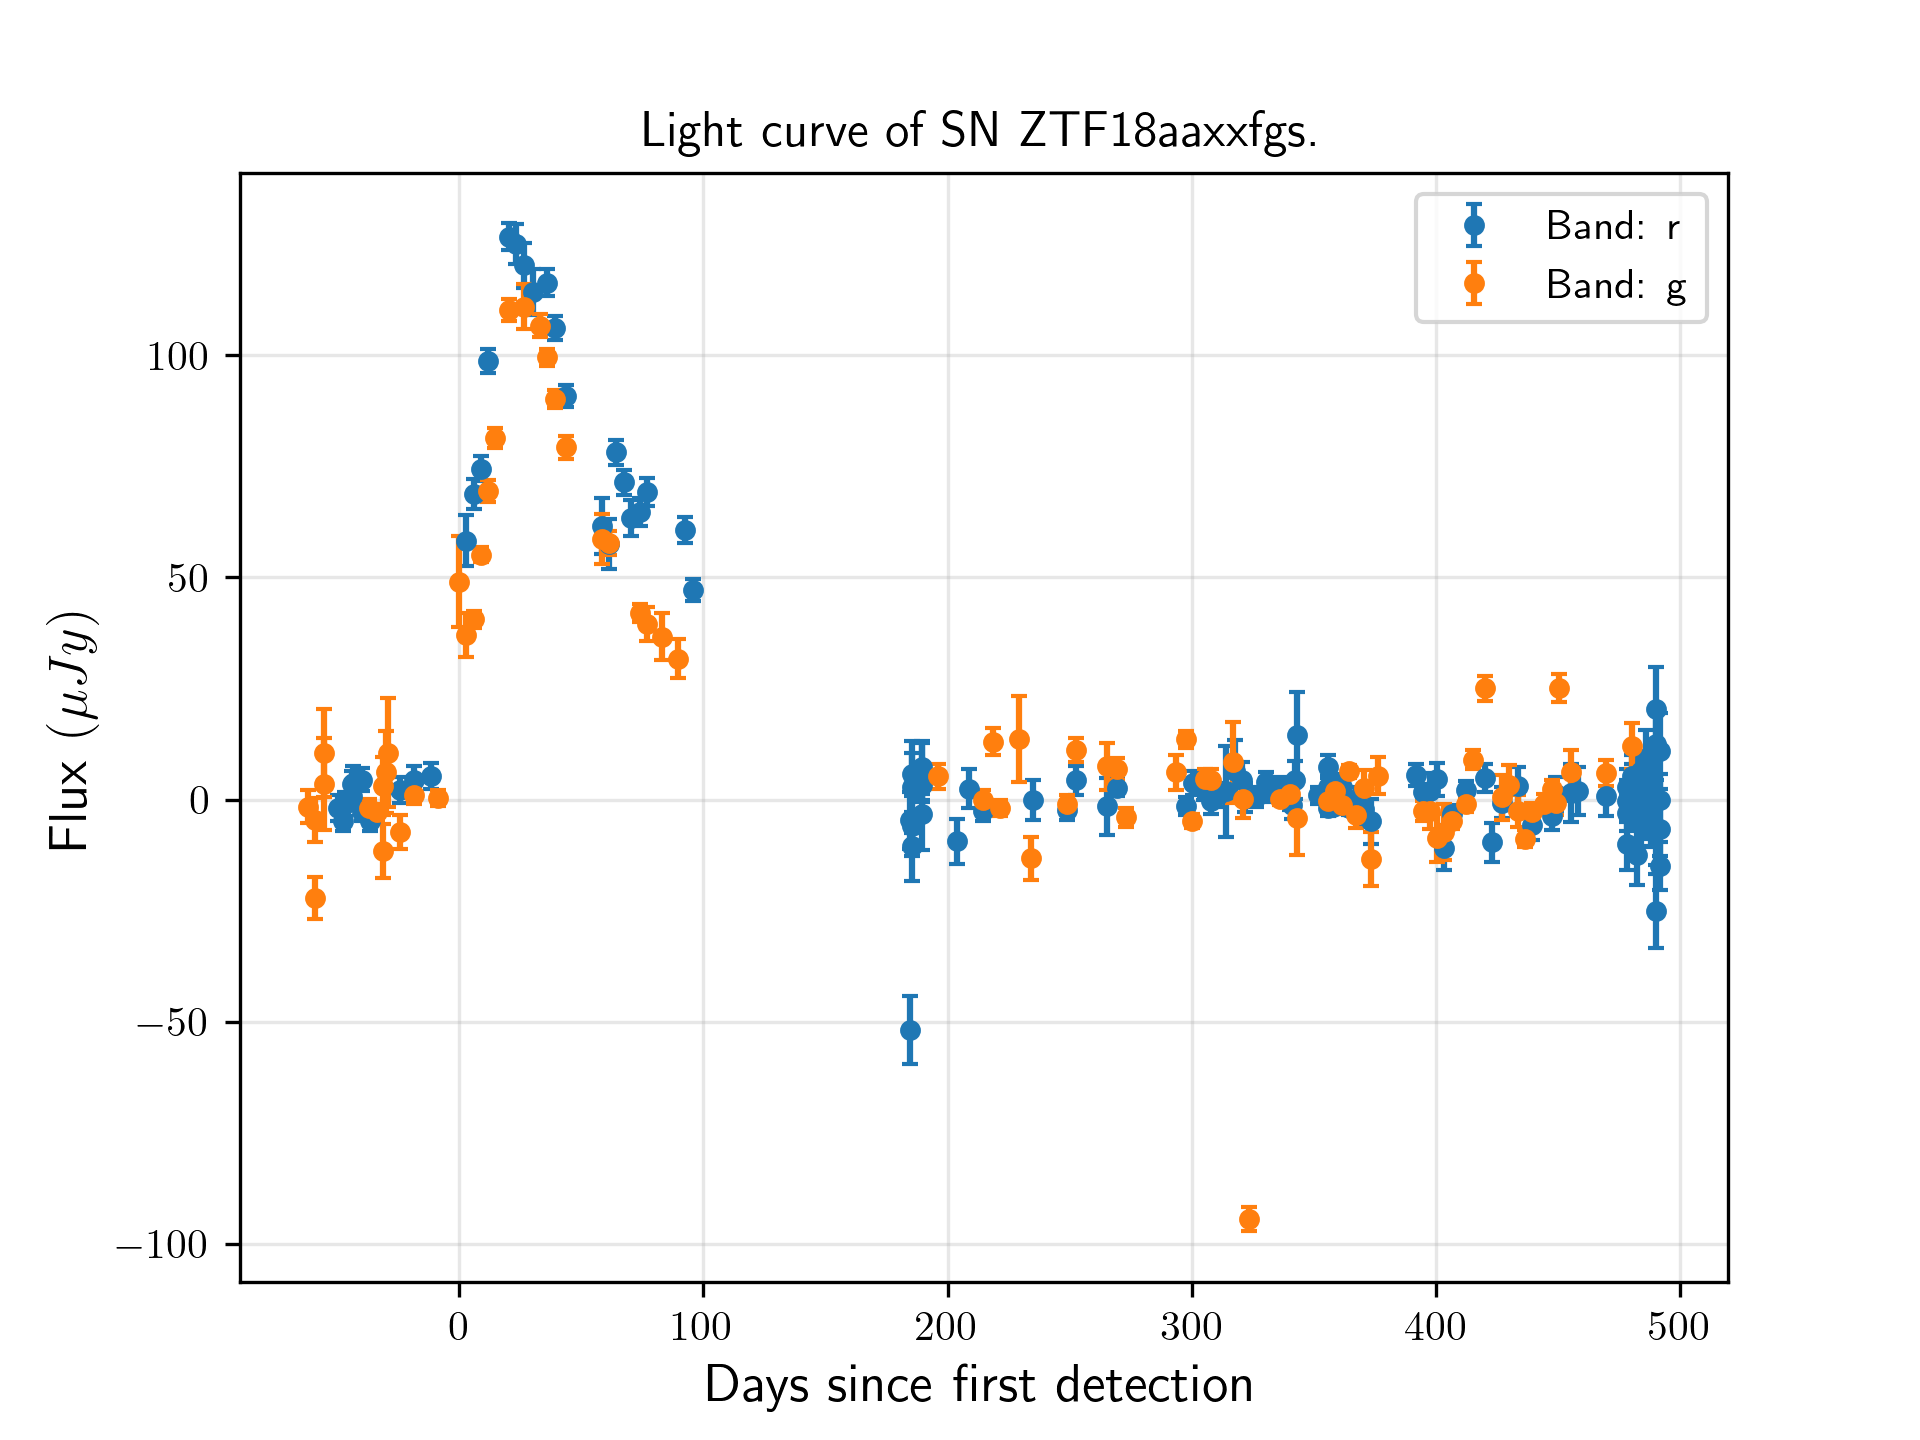 Light curve of SN ZTF18aaxxfgs.
Band: r
Band: g
Flux (μJy)
100
50
0
−50
−100
0 100 200 300 400 500
Days since first detection